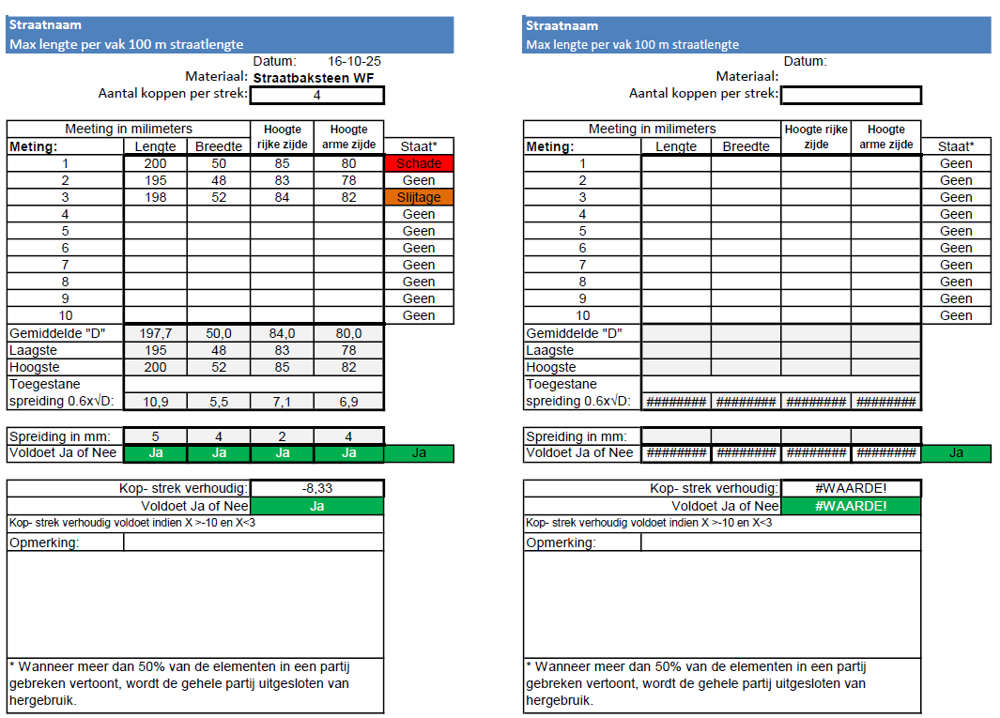 Straatnaam
Max lengte per vak 100 m straatlengte
Datum: 16-10-25
Materiaal: Straatbaksteen WF
Aantal koppen per strek: 4
Meeting in milimeters Hoogte rijke zijde Hoogte arme zijde
Meting: Lengte Breedte Staat*
1 200 50 85 80 Schade
2 195 48 83 78 Geen
3 198 52 84 82 Slijtage
4 Geen
5 Geen
6 Geen
7 Geen
8 Geen
9 Geen
10 Geen
Gemiddelde "D" 197,7 50,0 84,0 80,0
Laagste 195 48 83 78
Hoogste 200 52 85 82
Toegestane
spreiding 0.6x√D: 10,9 5,5 7,1 6,9
Spreiding in mm: 5 4 2 4
Voldoet Ja of Nee Ja Ja Ja Ja Ja
Kop- strek verhoudig: -8,33
Voldoet Ja of Nee Ja
Kop- strek verhoudig voldoet indien X >-10 en X<3
Opmerking:
* Wanneer meer dan 50% van de elementen in een partij
gebreken vertoont, wordt de gehele partij uitgesloten van
hergebruik.
Straatnaam
Max lengte per vak 100 m straatlengte
Datum:
Materiaal:
Aantal koppen per strek:
Meeting in milimeters Hoogte rijke zijde Hoogte arme zijde
Meting: Lengte Breedte Staat*
1 Geen
2 Geen
3 Geen
4 Geen
5 Geen
6 Geen
7 Geen
8 Geen
9 Geen
10 Geen
Gemiddelde "D"
Laagste
Hoogste
Toegestane
spreiding 0.6x√D: ######## ######## ######## ########
Spreiding in mm:
Voldoet Ja of Nee ######## ######## ######## ######## Ja
Kop- strek verhoudig: #WAARDE!
Voldoet Ja of Nee #WAARDE!
Kop- strek verhoudig voldoet indien X >-10 en X<3
Opmerking:
* Wanneer meer dan 50% van de elementen in een partij
gebreken vertoont, wordt de gehele partij uitgesloten van
hergebruik.